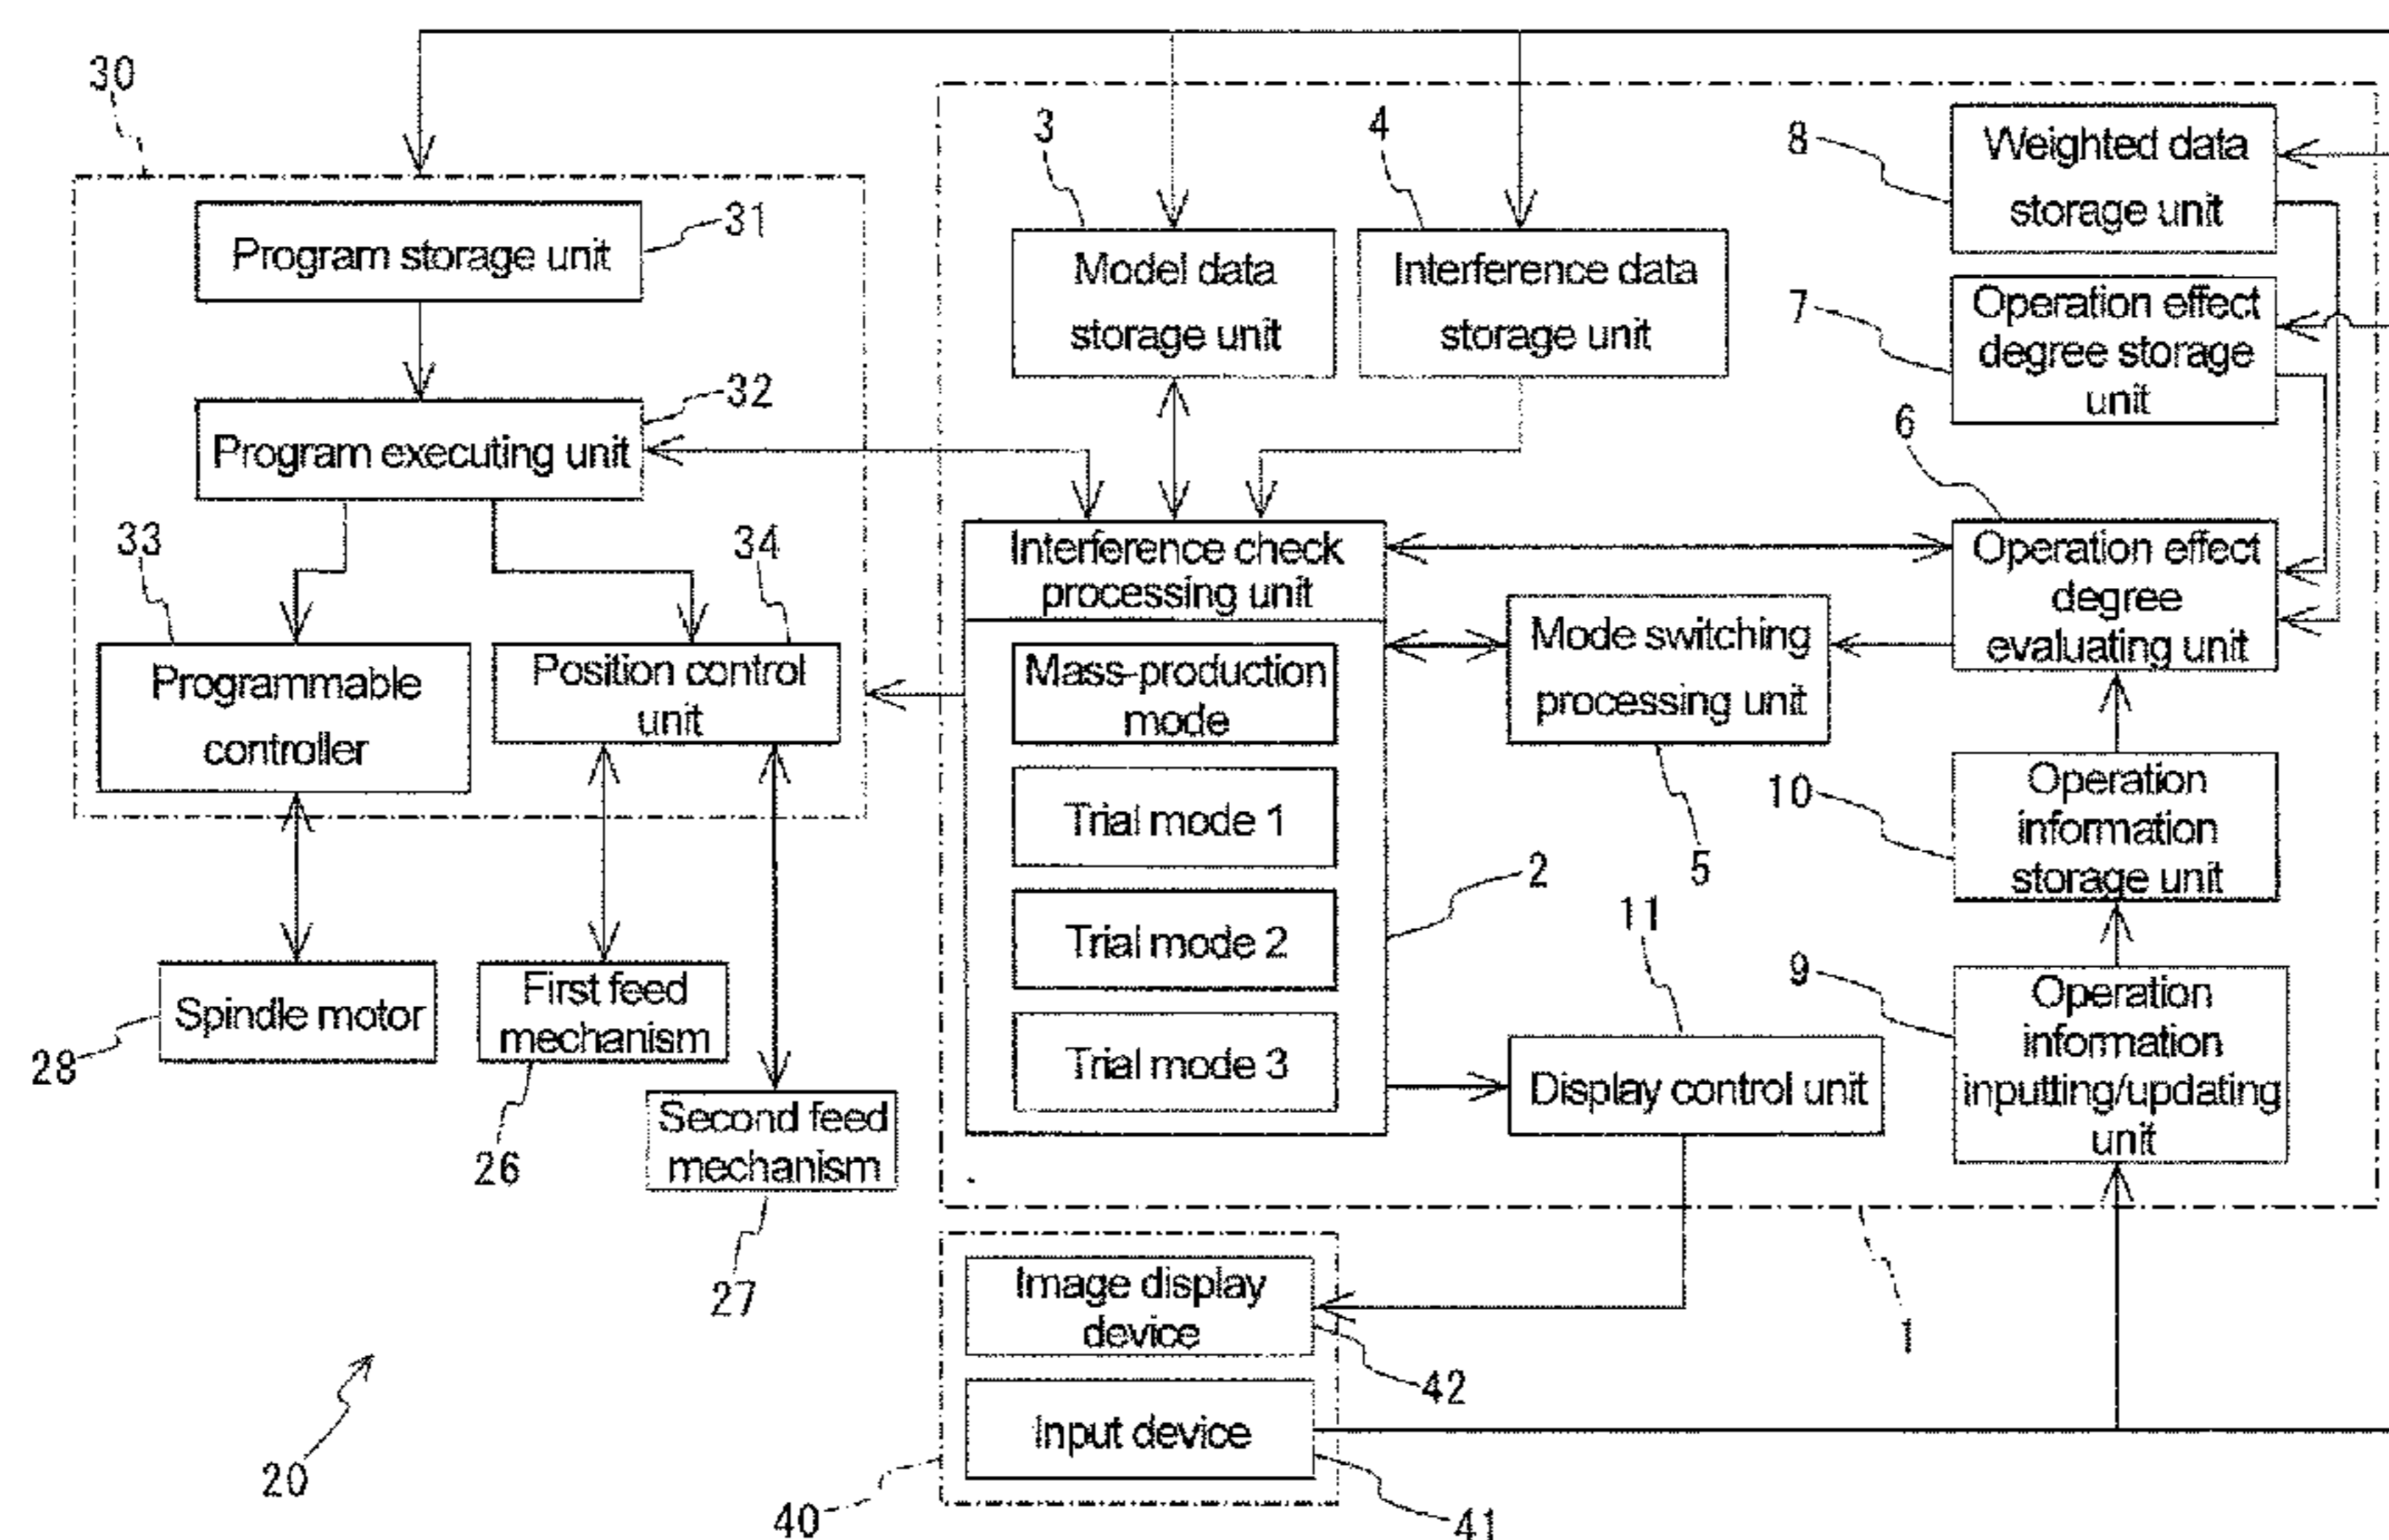 30
31
Program storage unit
32
Program executing unit
33
Programmable
controller
34
Position control
unit
Spindle motor
28
First feed
mechanism
26
Second feed
mechanism
27
20
3
Model data
storage unit
4
Interference data
storage unit
8
Weighted data
storage unit
7
Operation effect
degree storage
unit
6
Operation effect
degree
evaluating unit
Interference check
processing unit
Mass-production
mode
Trial mode 1
Trial mode 2
Trial mode 3
2
Mode switching
processing unit
5
10
Operation
information
storage unit
9
Operation
information
inputting/updating
unit
11
Display control unit
1
Image display
device
42
Input device
41
40